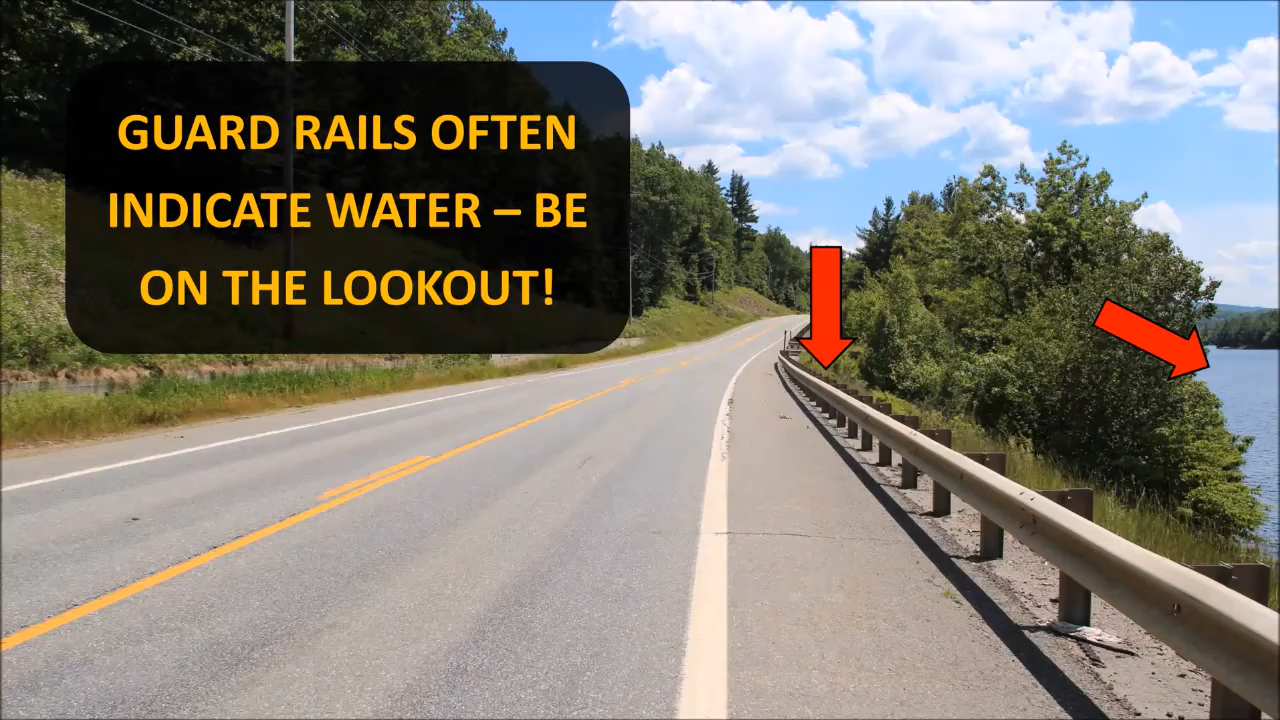 GUARD RAILS OFTEN
INDICATE WATER – BE
ON THE LOOKOUT!